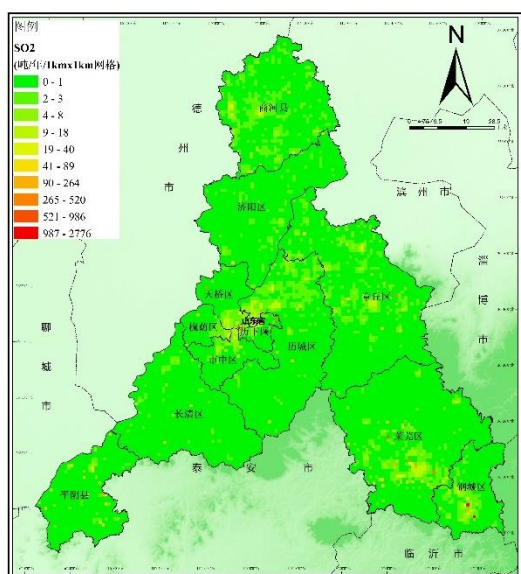 图例
SO2
(吨/年/1kmx1km网格)
0 - 1
2 - 3
4 - 8
9 - 18
19 - 40
41 - 89
90 - 264
265 - 520
521 - 986
987 - 2776
N
德州市
商河县
滨州市
济阳区
淄博市
天桥区
章丘区
槐荫区
历下区
历城区
市中区
聊城市
长清区
莱芜区
泰安市
平阴县
钢城区
临沂市